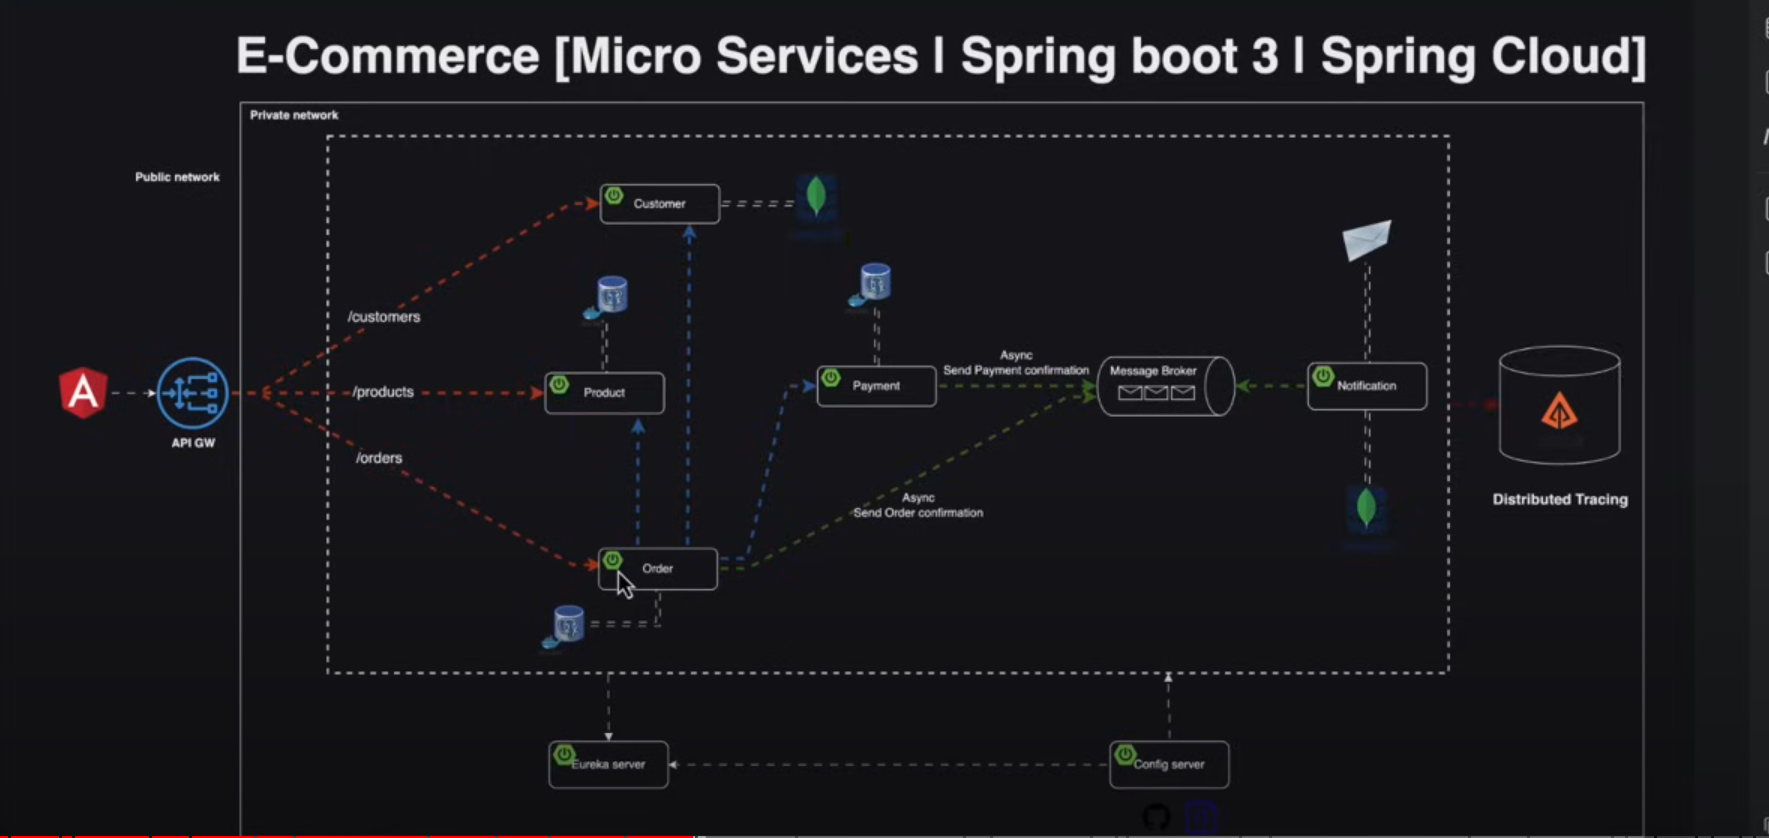 E-Commerce [Micro Services | Spring boot 3 | Spring Cloud]
Private network
Public network
Customer
/customers
Product
/products
API GW
/orders
Order
Payment
Async
Send Payment confirmation
Message Broker
Notification
Async
Send Order confirmation
Distributed Tracing
Eureka server
Config server